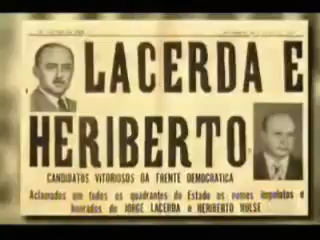 LACERDA E
HERIBERTO
CANDIDATOS VITORIOSOS DA FRENTE DEMOCRATICA
Aclamados em todos os quadrantes do Estado os nomes impolutos e
honrados de JORGE LACERDA e HERIBERTO HULSE